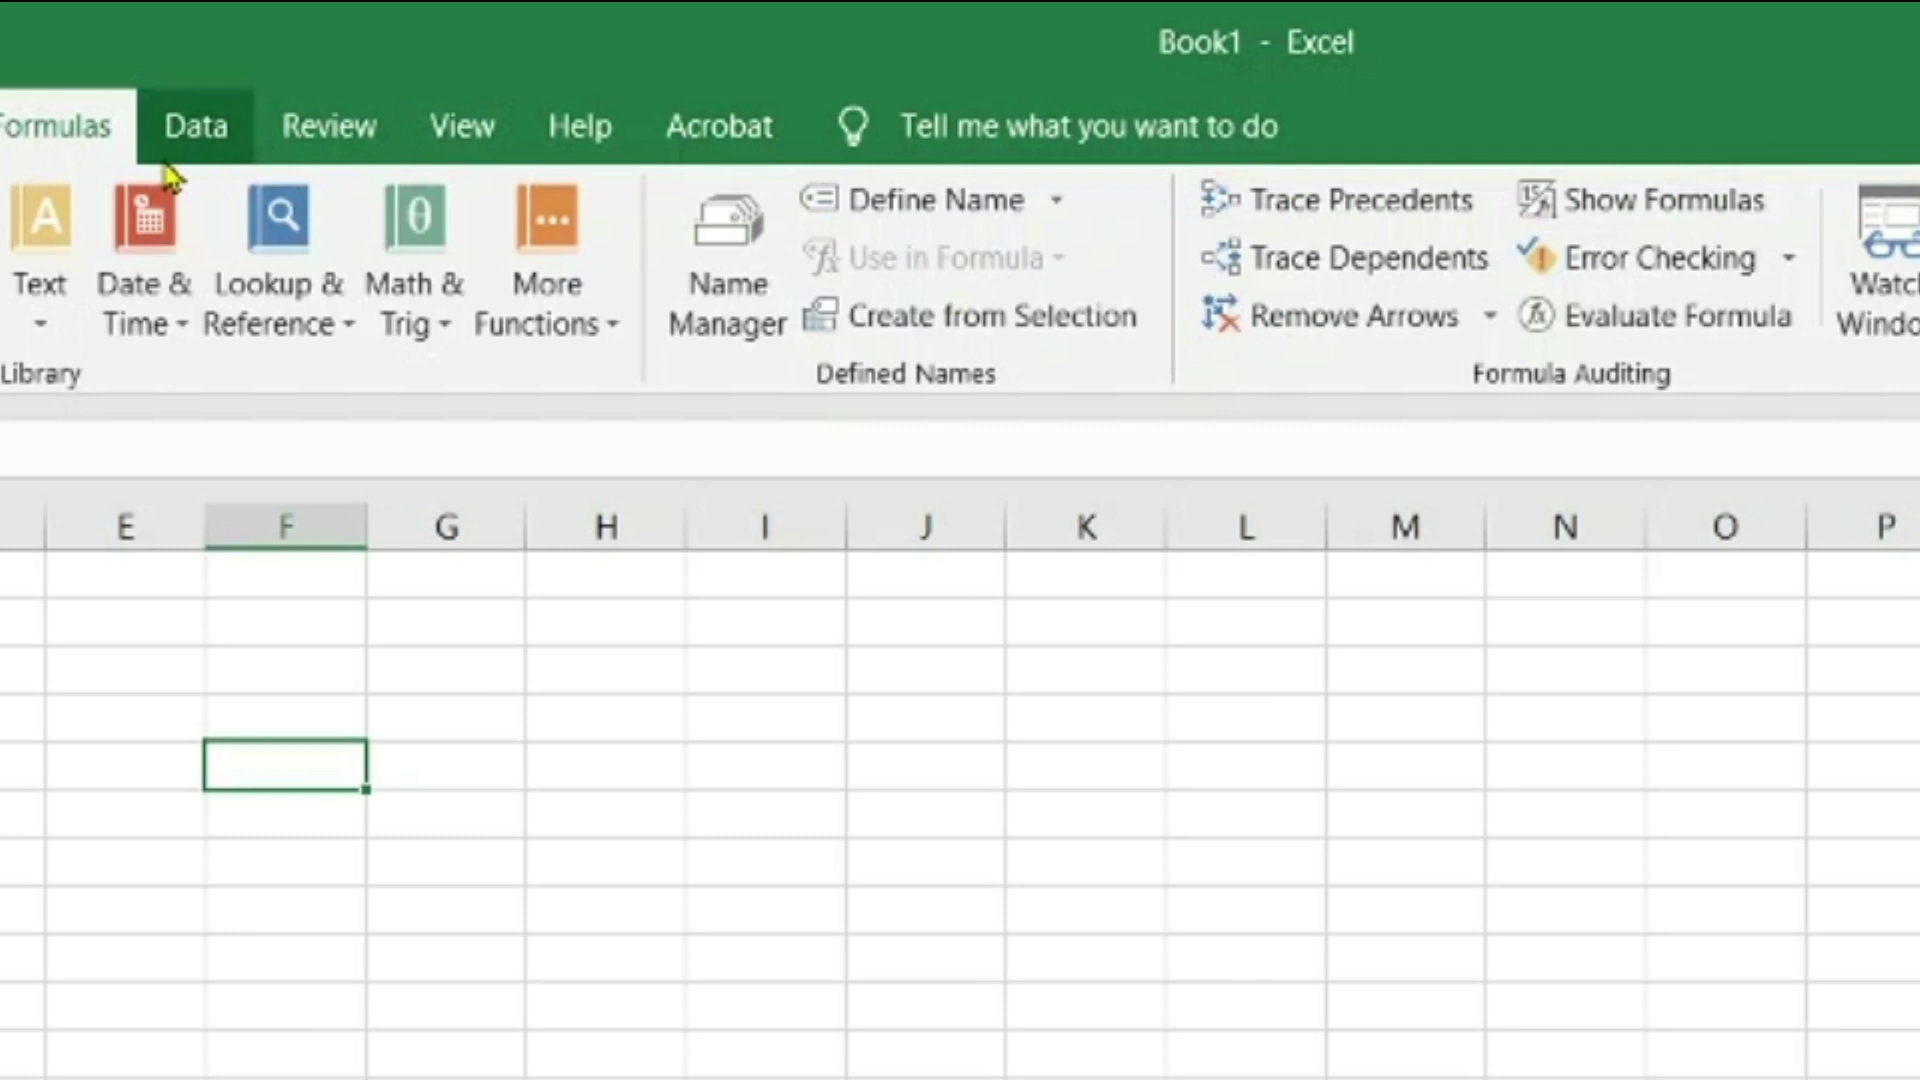 Book1 - Excel
Formulas Data Review View Help Acrobat Tell me what you want to do
Text Date & Time Lookup & Reference Math & Trig More Functions
Library
Name Manager
Define Name
Use in Formula
Create from Selection
Defined Names
Trace Precedents
Trace Dependents
Remove Arrows
Show Formulas
Error Checking
Evaluate Formula
Formula Auditing
Watch
Windo
E F G H I J K L M N O P